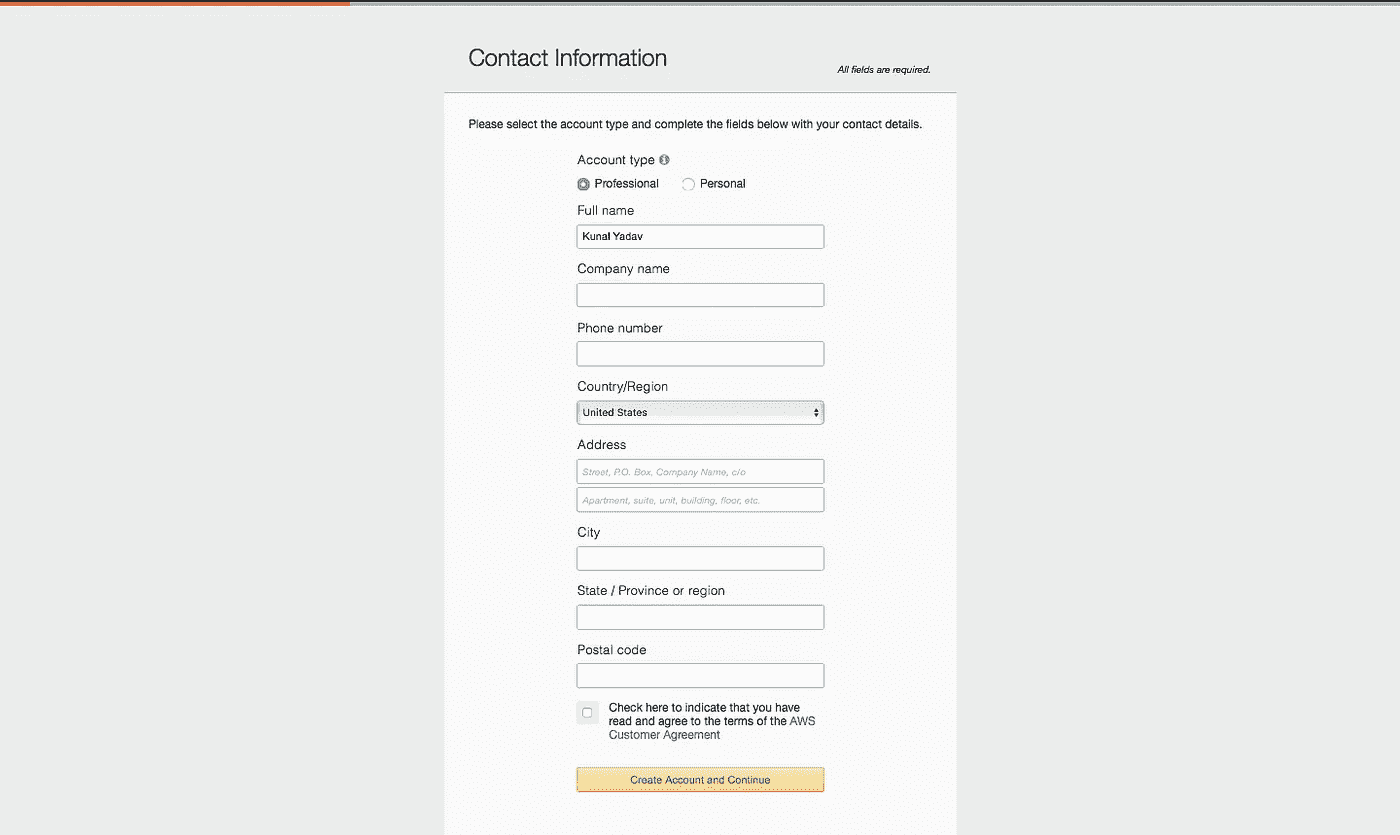 Contact Information
All fields are required.
Please select the account type and complete the fields below with your contact details.
Account type
Professional Personal
Full name
Kunal Yadav
Company name
Phone number
Country/Region
United States
Address
Street, P.O. Box, Company Name, c/o
Apartment, suite, unit, building, floor, etc.
City
State / Province or region
Postal code
Check here to indicate that you have
read and agree to the terms of the AWS
Customer Agreement
Create Account and Continue